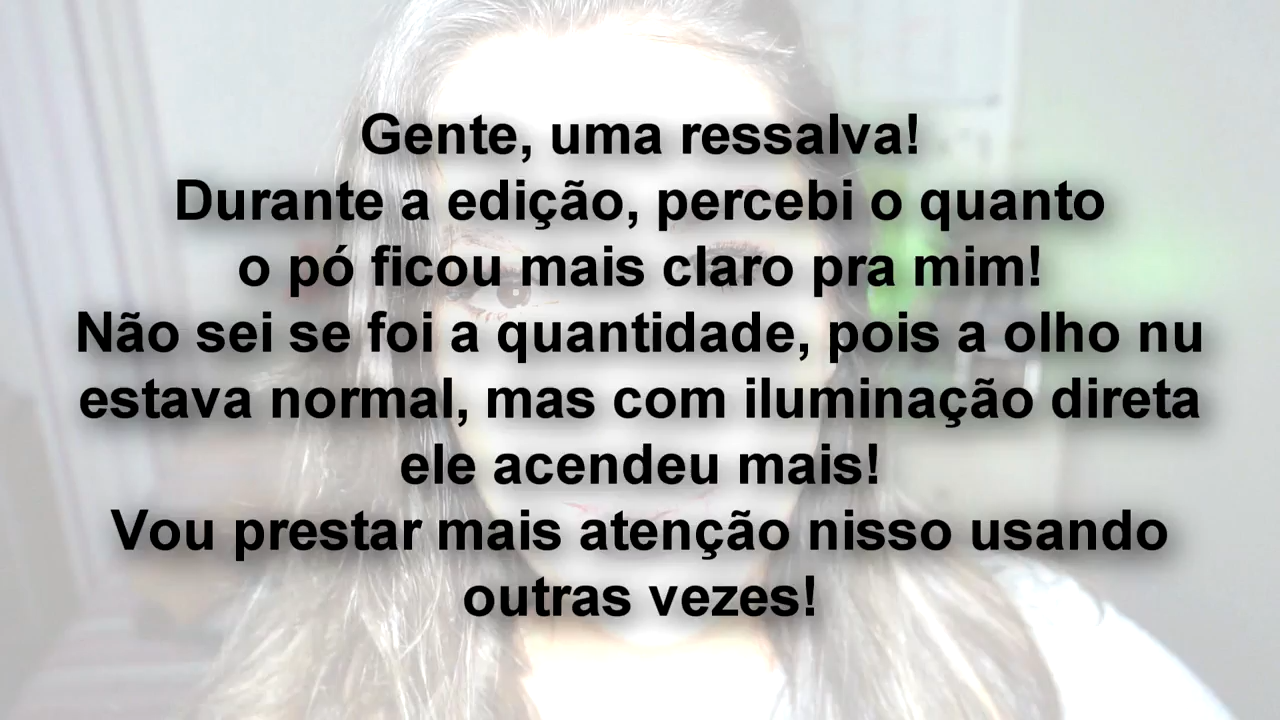 Gente, uma ressalva!
Durante a edição, percebi o quanto
o pó ficou mais claro pra mim!
Não sei se foi a quantidade, pois a olho nu
estava normal, mas com iluminação direta
ele acendeu mais!
Vou prestar mais atenção nisso usando
outras vezes!